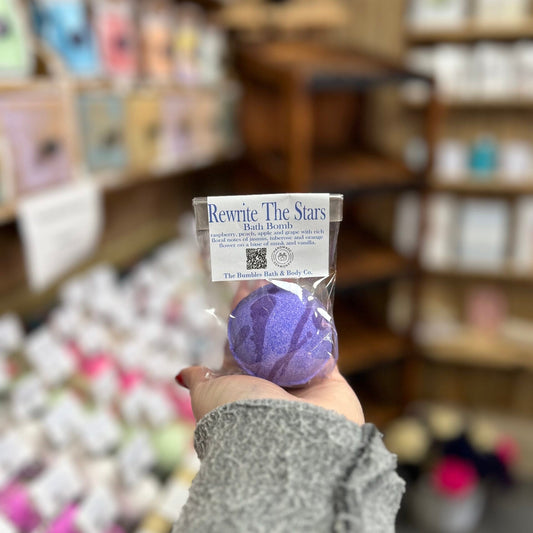 Rewrite The Stars
Bath Bomb
raspberry, peach, apple and grape with rich
floral notes of jasmin, tuberose and orange
flower on a base of musk and vanilla.
The Bumbles Bath & Body Co.